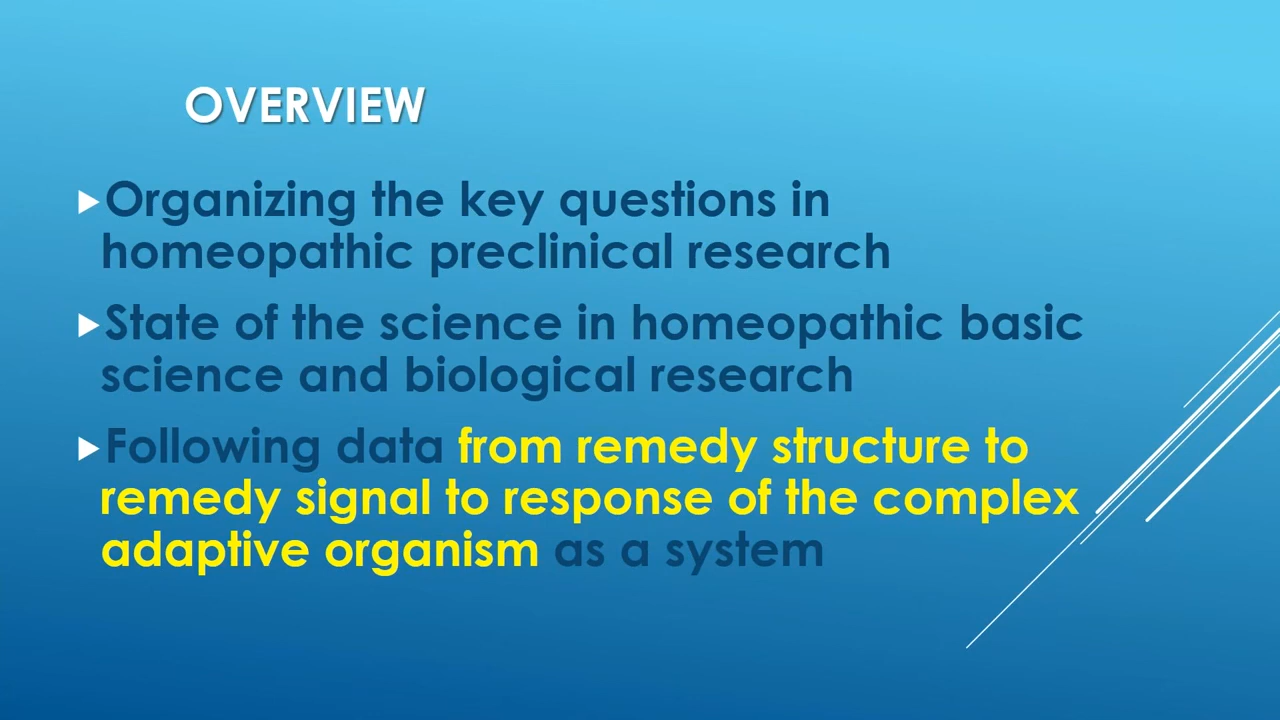 OVERVIEW
Organizing the key questions in
homeopathic preclinical research
State of the science in homeopathic basic
science and biological research
Following data from remedy structure to
remedy signal to response of the complex
adaptive organism as a system